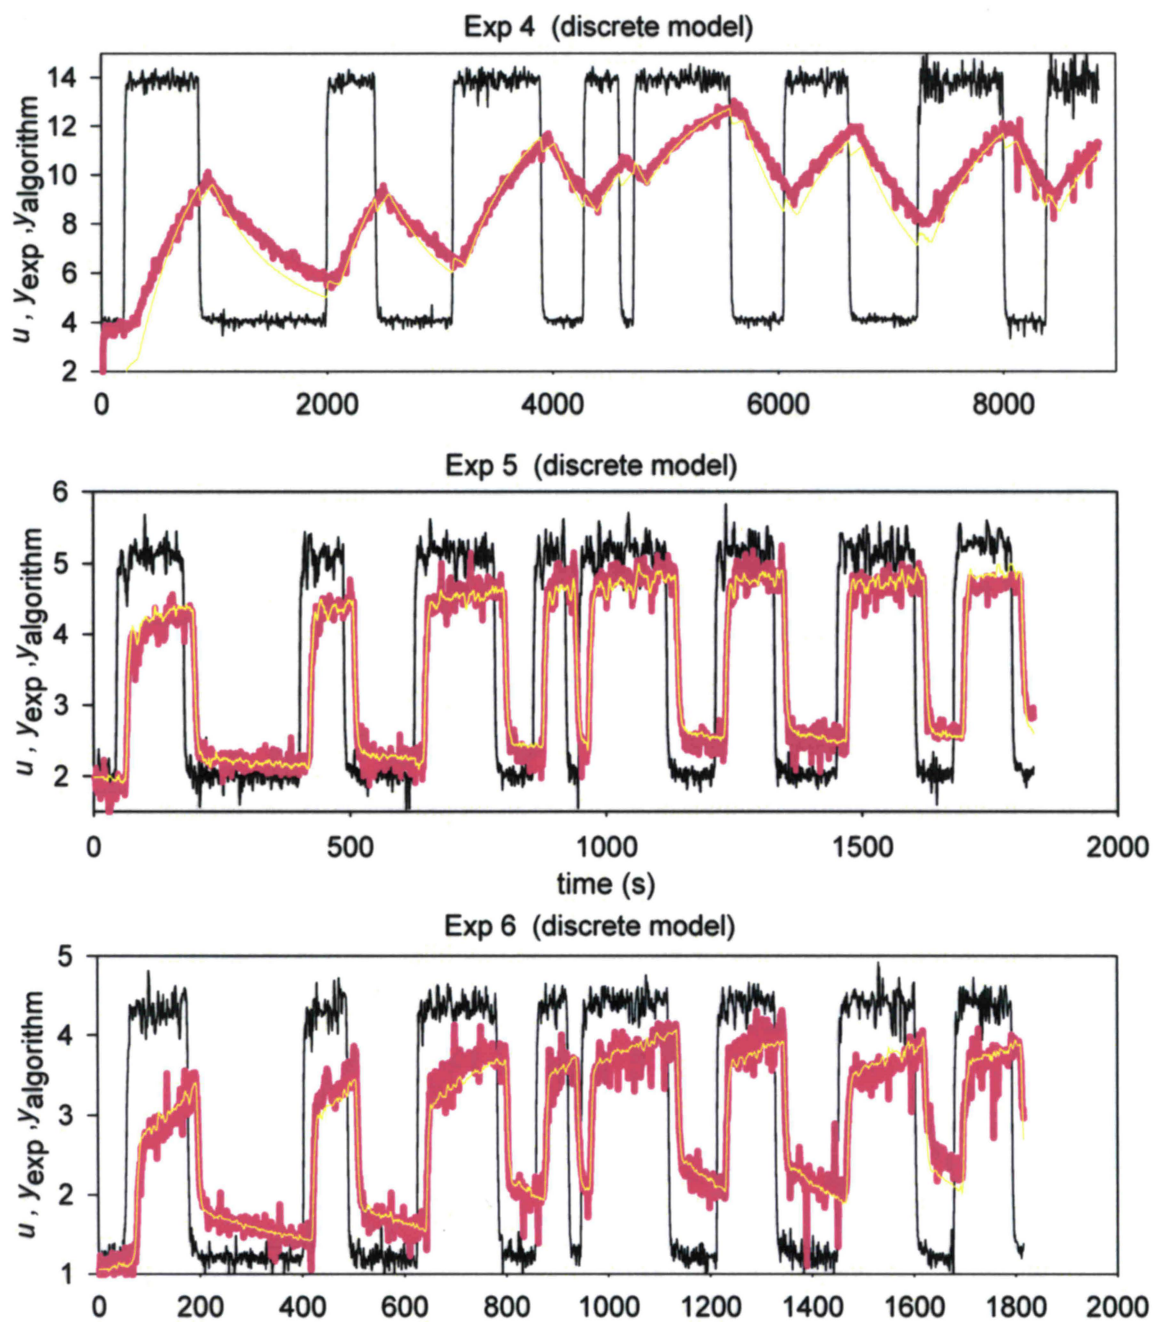 Exp 4 (discrete model)
u , yexp ,yalgorithm
14
12
10
8
6
4
2
0 2000 4000 6000 8000
Exp 5 (discrete model)
u , yexp ,yalgorithm
6
5
4
3
2
0 500 1000 1500 2000
time (s)
Exp 6 (discrete model)
u , yexp ,yalgorithm
5
4
3
2
1
0 200 400 600 800 1000 1200 1400 1600 1800 2000